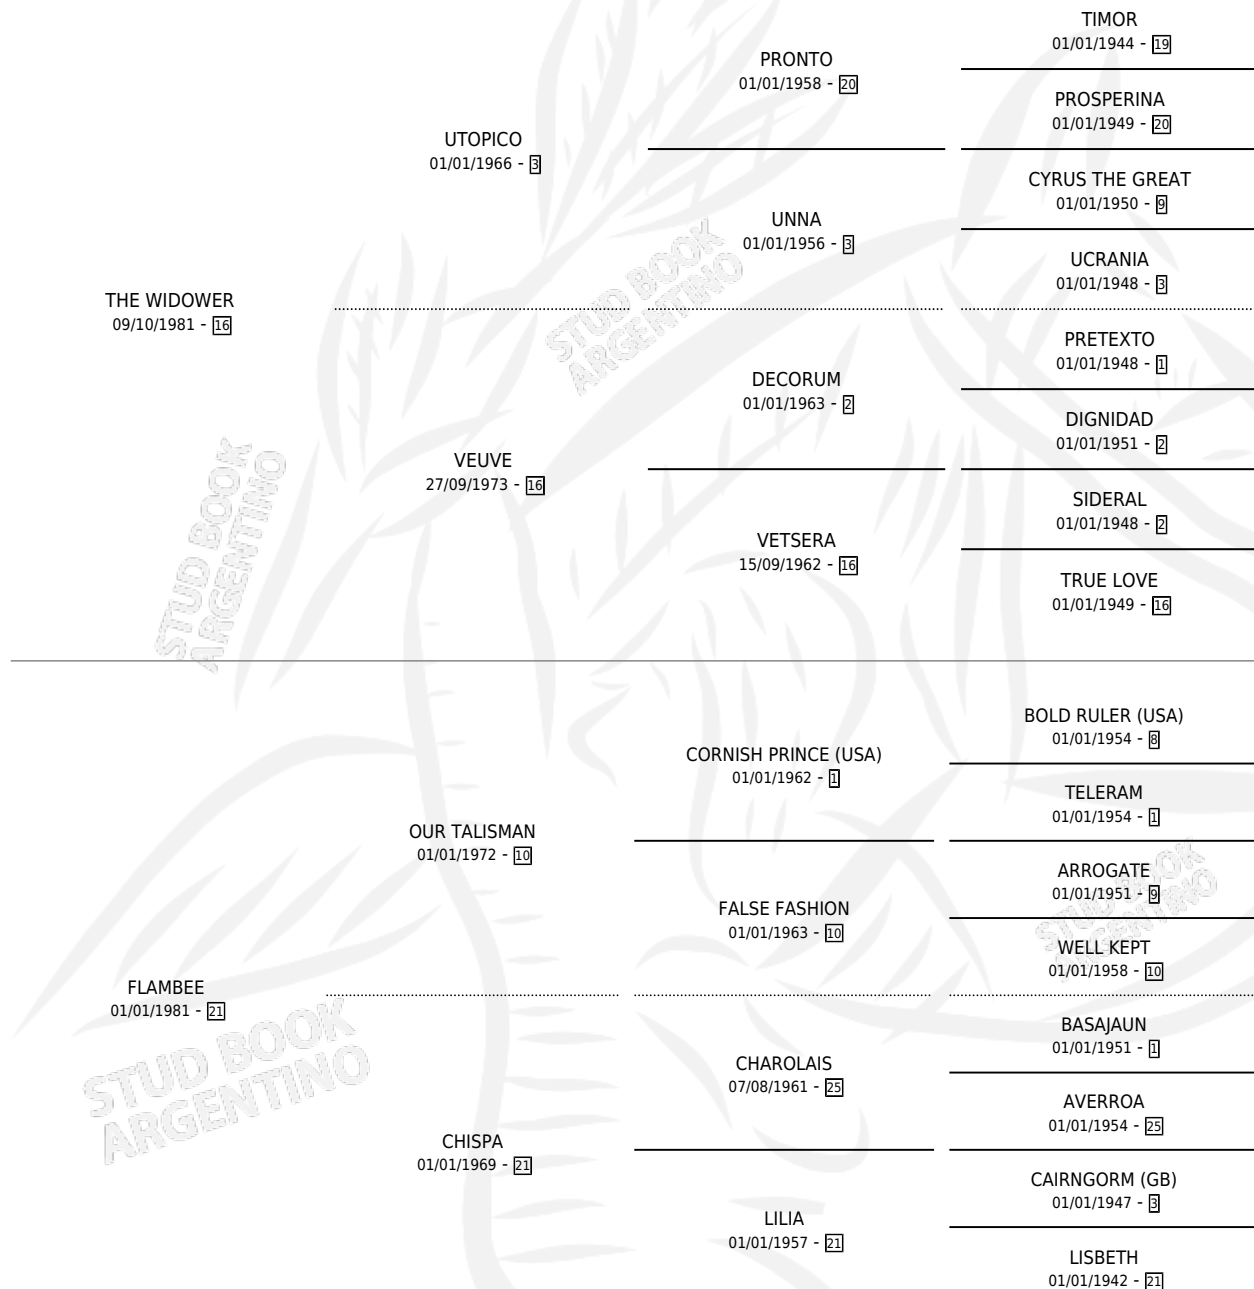 THE WIDOWER
09/10/1981 - 16
UTOPICO
01/01/1966 - 3
VEUVE
27/09/1973 - 16
PRONTO
01/01/1958 - 20
UNNA
01/01/1956 - 3
DECORUM
01/01/1963 - 2
VETSERA
15/09/1962 - 16
TIMOR
01/01/1944 - 19
PROSPERINA
01/01/1949 - 20
CYRUS THE GREAT
01/01/1950 - 9
UCRANIA
01/01/1948 - 3
PRETEXTO
01/01/1948 - 1
DIGNIDAD
01/01/1951 - 2
SIDERAL
01/01/1948 - 2
TRUE LOVE
01/01/1949 - 16
FLAMBEE
01/01/1981 - 21
OUR TALISMAN
01/01/1972 - 10
CHISPA
01/01/1969 - 21
CORNISH PRINCE (USA)
01/01/1962 - 1
FALSE FASHION
01/01/1963 - 10
CHAROLAIS
07/08/1961 - 25
LILIA
01/01/1957 - 21
BOLD RULER (USA)
01/01/1954 - 8
TELERAM
01/01/1954 - 1
ARROGATE
01/01/1951 - 9
WELL KEPT
01/01/1958 - 10
BASAJAUN
01/01/1951 - 1
AVERROA
01/01/1954 - 25
CAIRNGORM (GB)
01/01/1947 - 3
LISBETH
01/01/1942 - 21
STUD BOOK
ARGENTINO
STUD BOOK
ARGENTINO
STUD BOOK
ARGENTINO
STUD BOOK
ARGENTINO